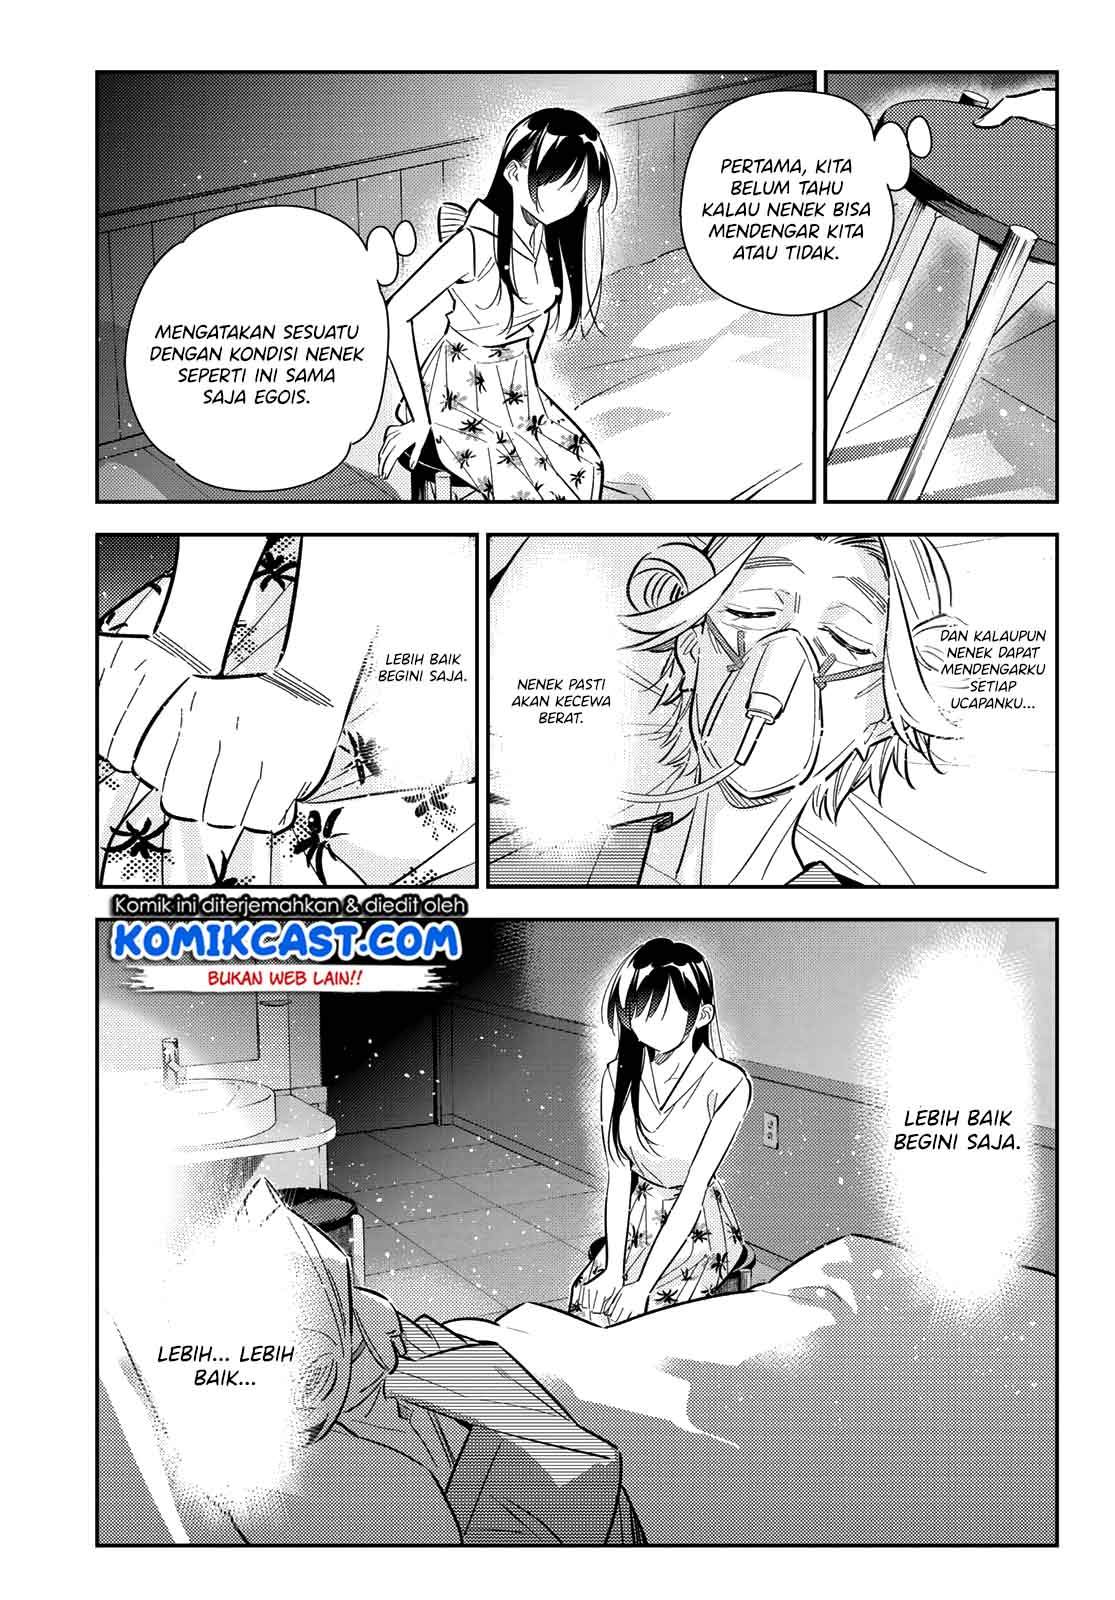 PERTAMA, KITA
BELUM TAHU
KALAU NENEK BISA
MENDENGAR KITA
ATAU TIDAK.
MENGATAKAN SESUATU
DENGAN KONDISI NENEK
SEPERTI INI SAMA
SAJA EGOIS.
DAN KALAUPUN
NENEK DAPAT
MENDENGARKU
SETIAP
UCAPANKU...
NENEK PASTI
AKAN KECEWA
BERAT.
LEBIH BAIK
BEGINI SAJA.
Komik ini diterjemahkan & diedit oleh
KOMIKCAST.COM
BUKAN WEB LAIN!!
LEBIH BAIK
BEGINI SAJA.
LEBIH... LEBIH
BAIK...